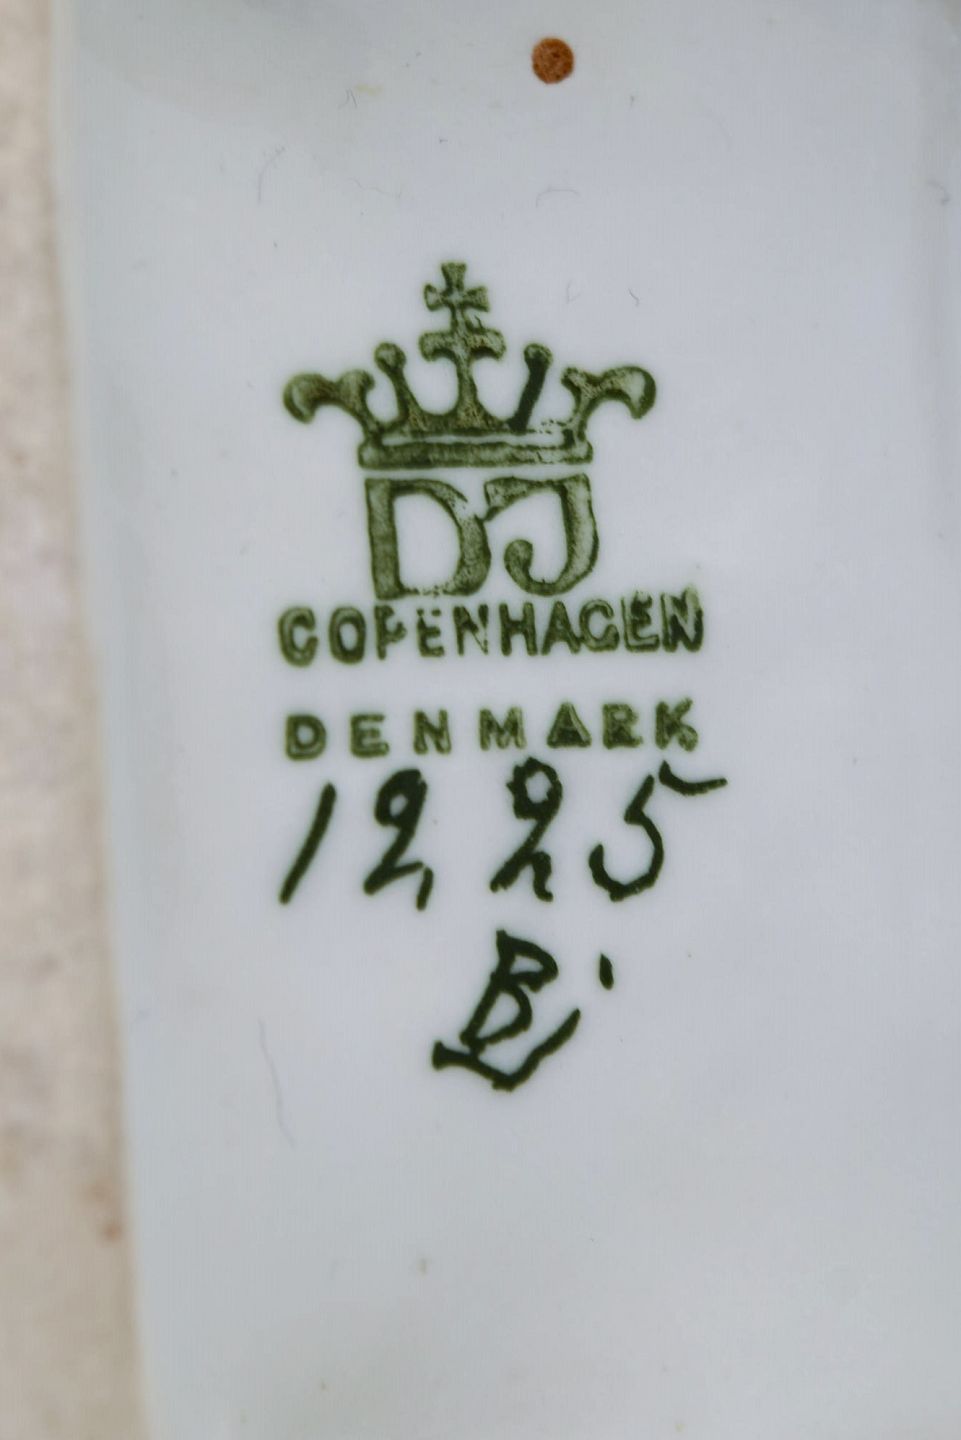 DJ
COPENHAGEN
DENMARK
1225